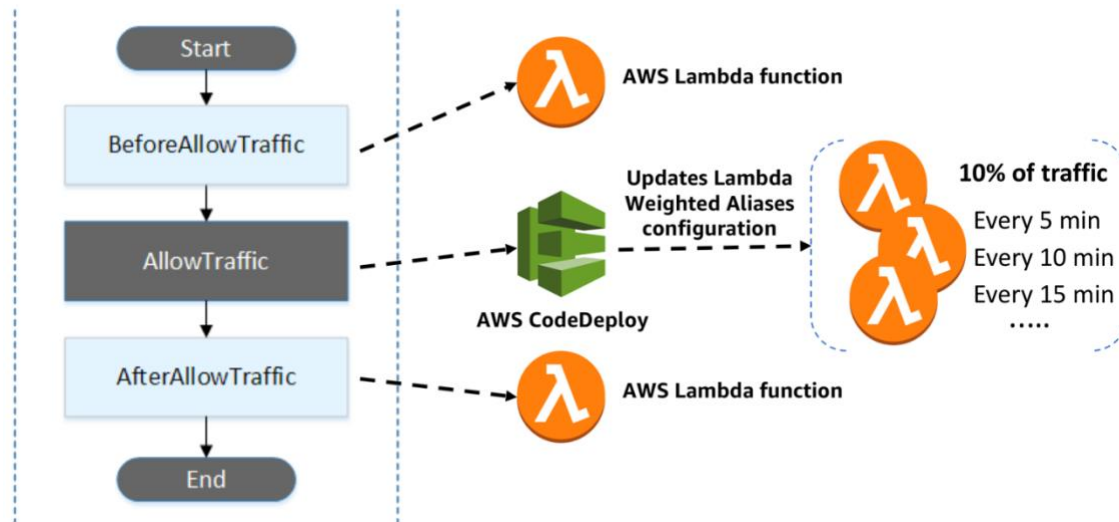 Start
BeforeAllowTraffic
AllowTraffic
AfterAllowTraffic
End
AWS Lambda function
Updates Lambda
Weighted Aliases
configuration
AWS CodeDeploy
AWS Lambda function
10% of traffic
Every 5 min
Every 10 min
Every 15 min
.....